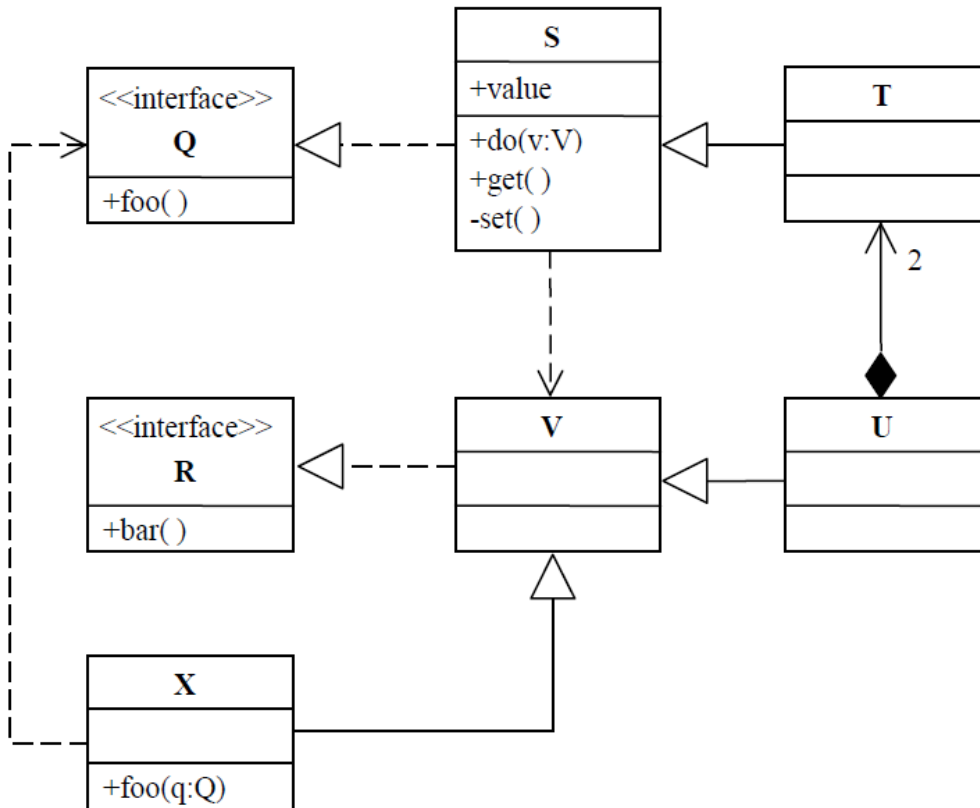 S
+value
+do(v:V)
+get( )
-set( )
<<interface>>
Q
+foo( )
T
2
<<interface>>
R
+bar( )
V
U
X
+foo(q:Q)